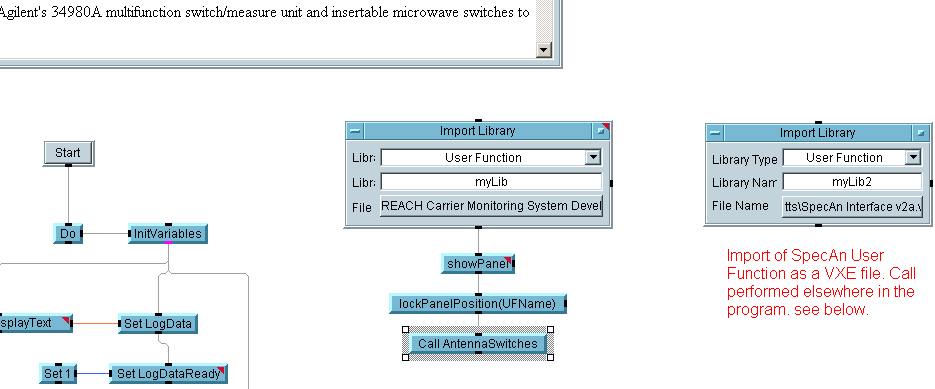 Agilent's 34980A multifunction switch/measure unit and insertable microwave switches to
Import Library
Import Library
Start
Libr:
User Function
Library Type
User Function
Libr:
myLib
Library Narr
myLib2
File
REACH Carrier Monitoring System Devel
File Name
tts\SpecAn Interface v2a.v
Do
InitVariables
Import of SpecAn User
Function as a VXE file. Call
performed elsewhere in the
program. see below.
showPanel
lockPanelPosition(UFName)
splayText
Set LogData
Call AntennaSwitches
Set 1
Set LogDataReady